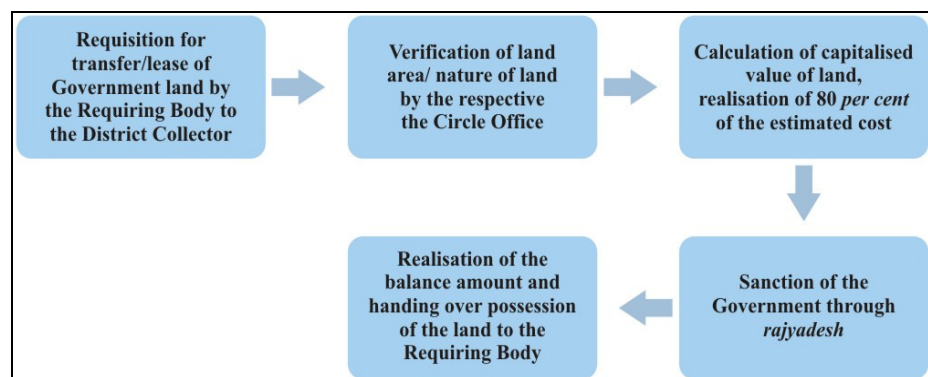 Requisition for
transfer/lease of
Government land by
the Requiring Body to
the District Collector
Verification of land
area/ nature of land
by the respective
the Circle Office
Calculation of capitalised
value of land,
realisation of 80 per cent
of the estimated cost
Sanction of the
Government through
rajyadesh
Realisation of the
balance amount and
handing over possession
of the land to the
Requiring Body